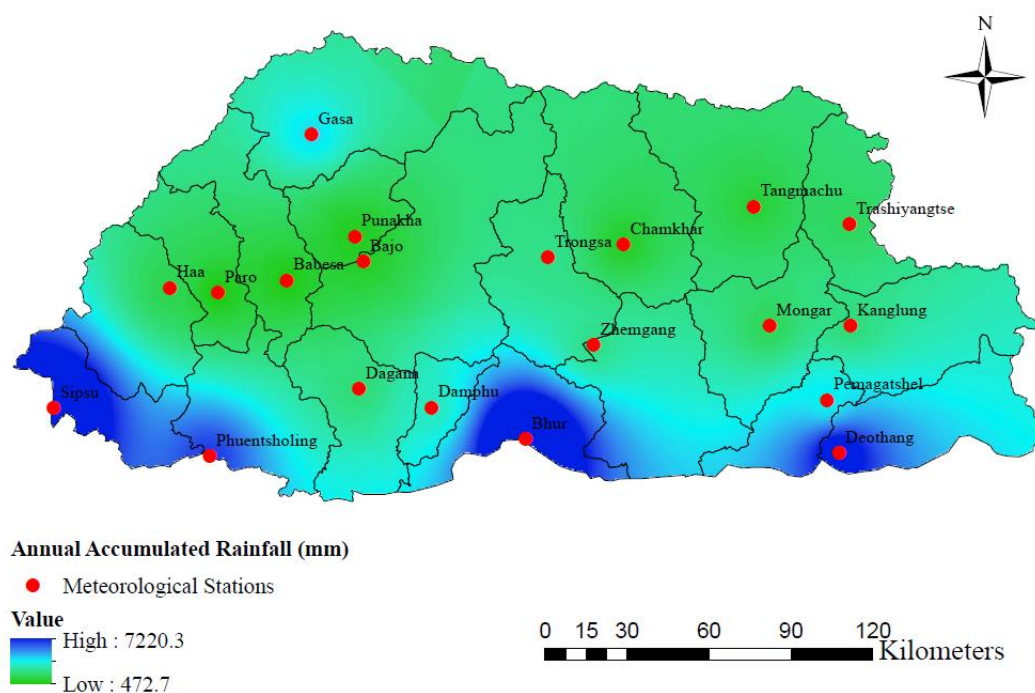 N
Gasa
Tangmachu
Trashiyangtse
Punakha
Bajo
Chamkhar
Trongsa
Babesa
Haa
Paro
Mongar
Kanglung
Zhemgang
Dagana
Damphu
Pemagatshel
Sipsu
Bhur
Phuentsholing
Deothang
Annual Accumulated Rainfall (mm)
Meteorological Stations
Value
High : 7220.3
Low : 472.7
0 15 30 60 90 120
Kilometers